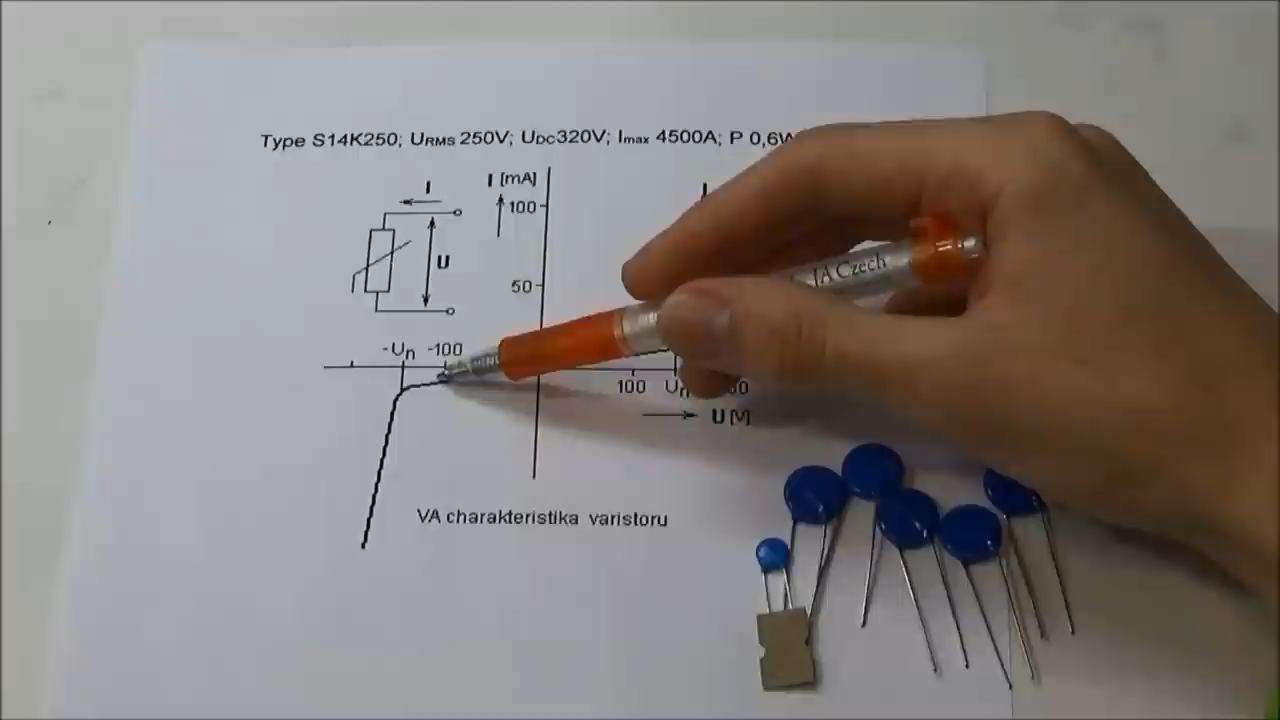 Type S14K250; URMS 250V; UDC320V; Imax 4500A; P 0,6W
I
I [mA]
100
U
50
JA Czech
-Un -100
100 Un
U [V]
VA charakteristika varistoru